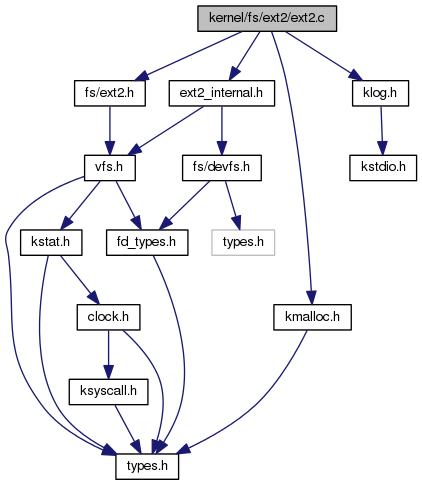 kernel/fs/ext2/ext2.c
fs/ext2.h
ext2_internal.h
klog.h
vfs.h
fs/devfs.h
kstdio.h
kstat.h
fd_types.h
types.h
clock.h
kmalloc.h
ksyscall.h
types.h